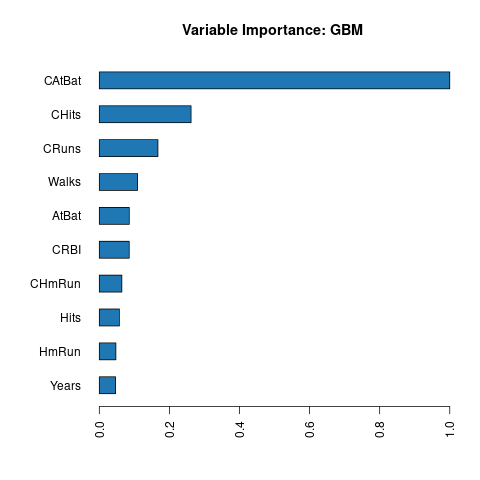 Variable Importance: GBM
CAtBat
CHits
CRuns
Walks
AtBat
CRBI
CHmRun
Hits
HmRun
Years
0.0
0.2
0.4
0.6
0.8
1.0